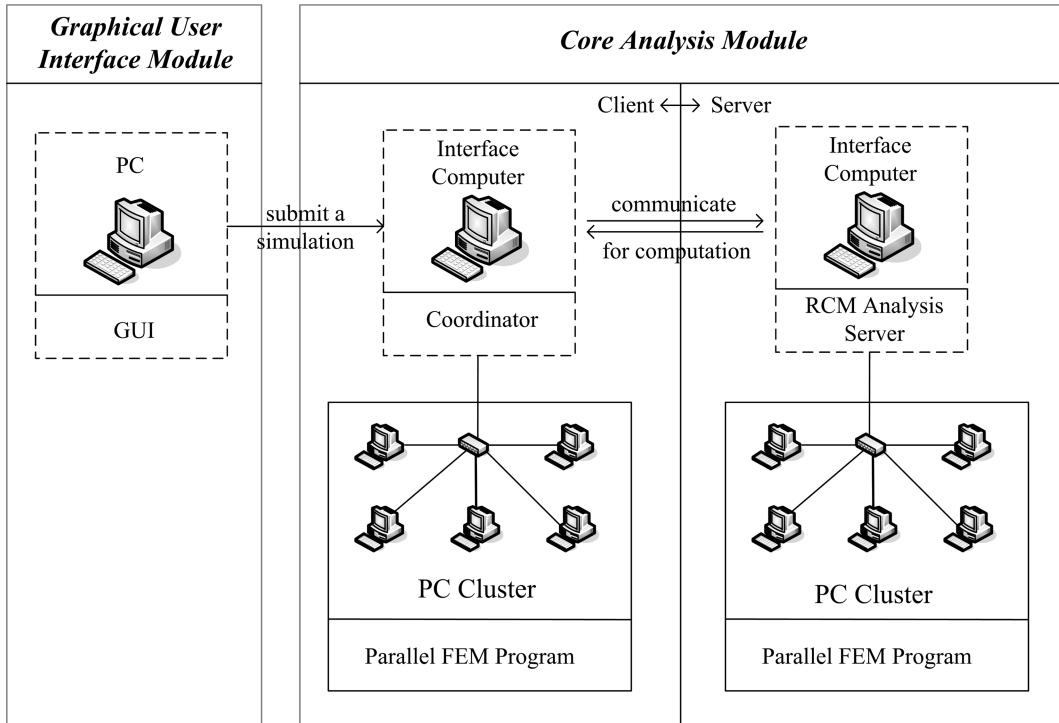 Graphical User
Interface Module
Core Analysis Module
Client
Server
PC
GUI
submit a
simulation
Interface
Computer
Coordinator
communicate
for computation
Interface
Computer
RCM Analysis
Server
PC Cluster
Parallel FEM Program
PC Cluster
Parallel FEM Program